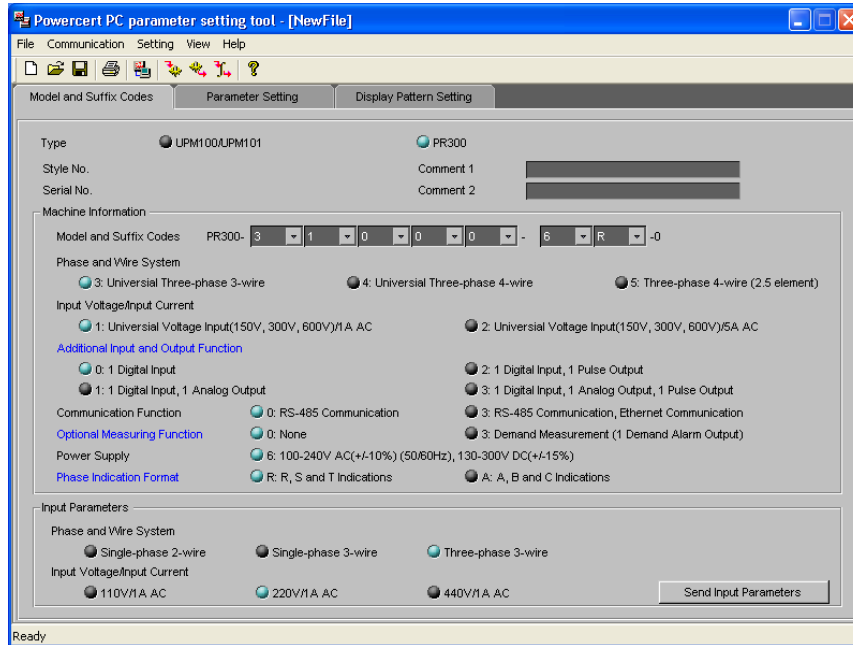 Powercert PC parameter setting tool - [NewFile]
File Communication Setting View Help
Model and Suffix Codes Parameter Setting Display Pattern Setting
Type UPM100/UPM101 PR300
Style No. Comment 1
Serial No. Comment 2
Machine Information
Model and Suffix Codes PR300- 3 1 0 0 0 - 6 R -0
Phase and Wire System
3: Universal Three-phase 3-wire 4: Universial Three-phase 4-wire 5: Three-phase 4-wire (2.5 element)
Input Voltage/Input Current
1: Universial Voltage Input(150V, 300V, 600V)/1A AC 2: Universial Voltage Input(150V, 300V, 600V)/5A AC
Additional Input and Output Function
0: 1 Digital Input 2: 1 Digital Input, 1 Pulse Output
1: 1 Digital Input, 1 Analog Output 3: 1 Digital Input, 1 Analog Output, 1 Pulse Output
Communication Function 0: RS-485 Communication 3: RS-485 Communication, Ethernet Communication
Optional Measuring Function 0: None 3: Demand Measurement (1 Demand Alarm Output)
Power Supply 6: 100-240V AC(+/-10%) (50/60Hz), 130-300V DC(+/-15%)
Phase Indication Format R: R, S and T Indications A: A, B and C Indications
Input Parameters
Phase and Wire System
Single-phase 2-wire Single-phase 3-wire Three-phase 3-wire
Input Voltage/Input Current
110V/1A AC 220V/1A AC 440V/1A AC Send Input Parameters
Ready